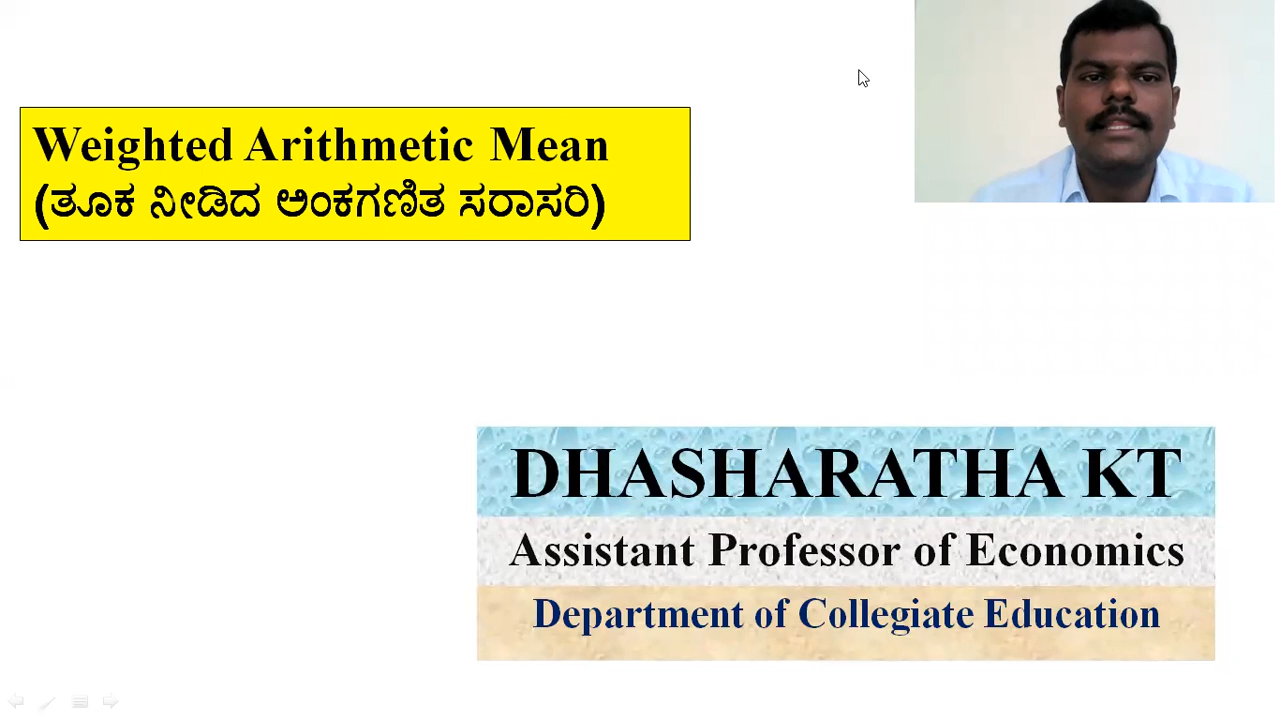 Weighted Arithmetic Mean
(ತೂಕ ನೀಡಿದ ಅಂಕಗಣಿತ ಸರಾಸರಿ)
DHASHARATHA KT
Assistant Professor of Economics
Department of Collegiate Education